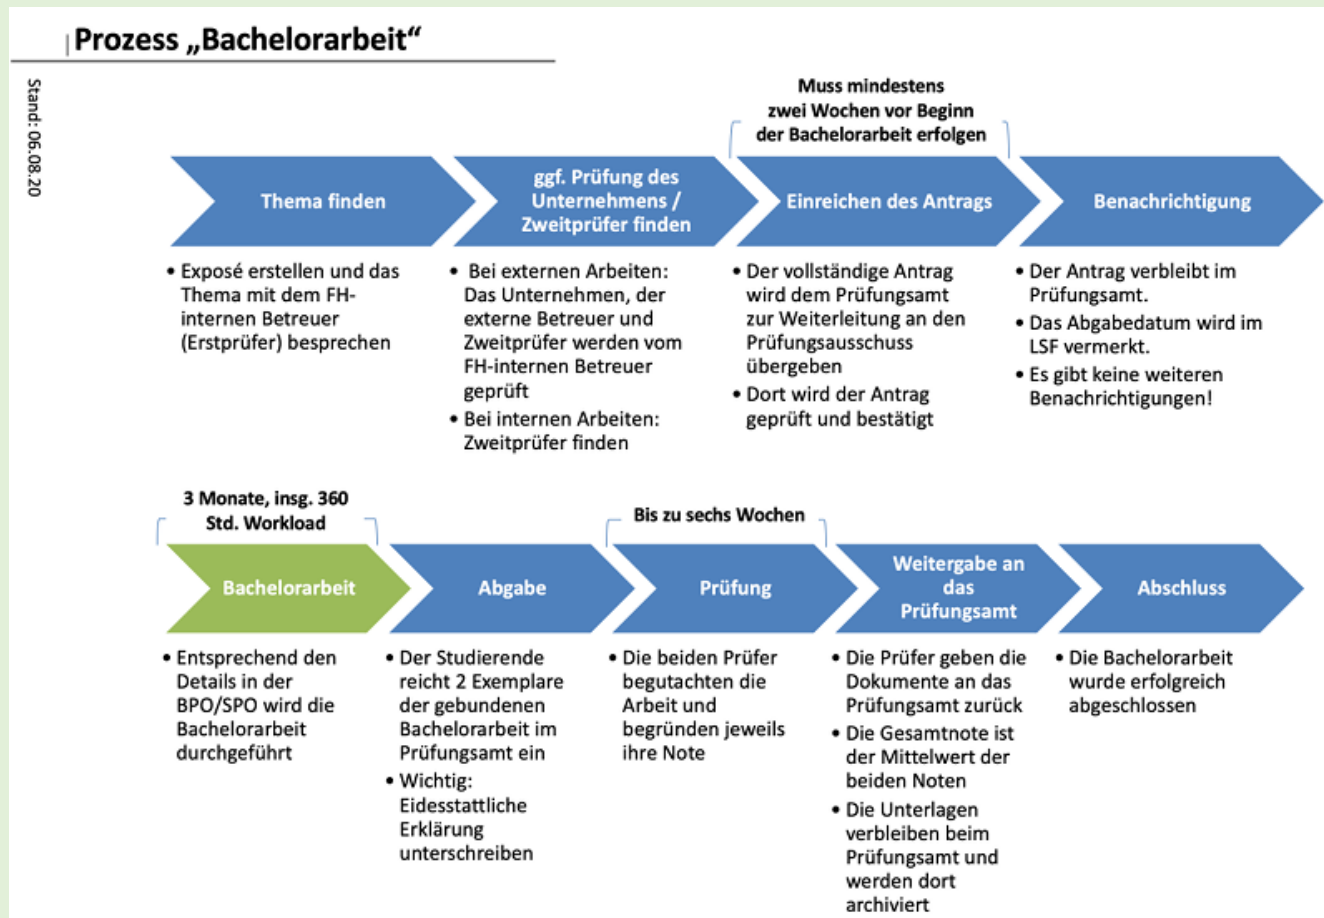 Prozess „Bachelorarbeit“
Stand: 06.08.20
Muss mindestens
zwei Wochen vor Beginn
der Bachelorarbeit erfolgen
Thema finden
• Exposé erstellen und das
Thema mit dem FH-
internen Betreuer
(Erstprüfer) besprechen
ggf. Prüfung des
Unternehmens /
Zweitprüfer finden
• Bei externen Arbeiten:
Das Unternehmen, der
externe Betreuer und
Zweitprüfer werden vom
FH-internen Betreuer
geprüft
• Bei internen Arbeiten:
Zweitprüfer finden
Einreichen des Antrags
• Der vollständige Antrag
wird dem Prüfungsamt
zur Weiterleitung an den
Prüfungsausschuss
übergeben
• Dort wird der Antrag
geprüft und bestätigt
Benachrichtigung
• Der Antrag verbleibt im
Prüfungsamt.
• Das Abgabedatum wird im
LSF vermerkt.
• Es gibt keine weiteren
Benachrichtigungen!
3 Monate, insg. 360
Std. Workload
Bachelorarbeit
• Entsprechend den
Details in der
BPO/SPO wird die
Bachelorarbeit
durchgeführt
Abgabe
• Der Studierende
reicht 2 Exemplare
der gebundenen
Bachelorarbeit im
Prüfungsamt ein
• Wichtig:
Eidesstattliche
Erklärung
unterschreiben
Bis zu sechs Wochen
Prüfung
• Die beiden Prüfer
begutachten die
Arbeit und
begründen jeweils
ihre Note
Weitergabe an
das
Prüfungsamt
• Die Prüfer geben die
Dokumente an das
Prüfungsamt zurück
• Die Gesamtnote ist
der Mittelwert der
beiden Noten
• Die Unterlagen
verbleiben beim
Prüfungsamt und
werden dort
archiviert
Abschluss
• Die Bachelorarbeit
wurde erfolgreich
abgeschlossen